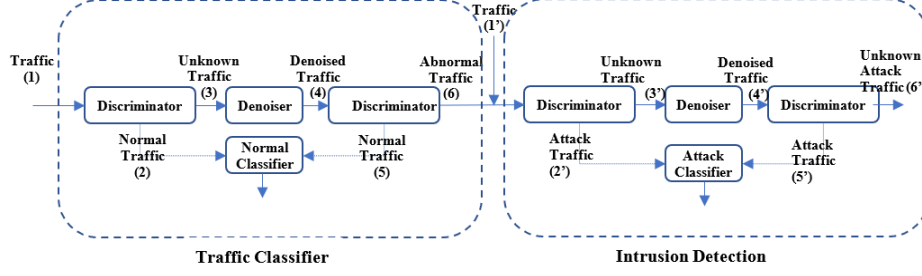 Traffic
(1)
Discriminator
Unknown
Traffic
(3)
Denoiser
Denoised
Traffic
(4)
Discriminator
Abnormal
Traffic
(6)
Normal
Traffic
(2)
Normal
Classifier
Normal
Traffic
(5)
Traffic Classifier
Traffic
(1')
Discriminator
Unknown
Traffic
(3')
Denoiser
Denoised
Traffic
(4')
Discriminator
Unknown
Attack
Traffic (6'
Attack
Traffic
(2')
Attack
Classifier
Attack
Traffic
(5')
Intrusion Detection